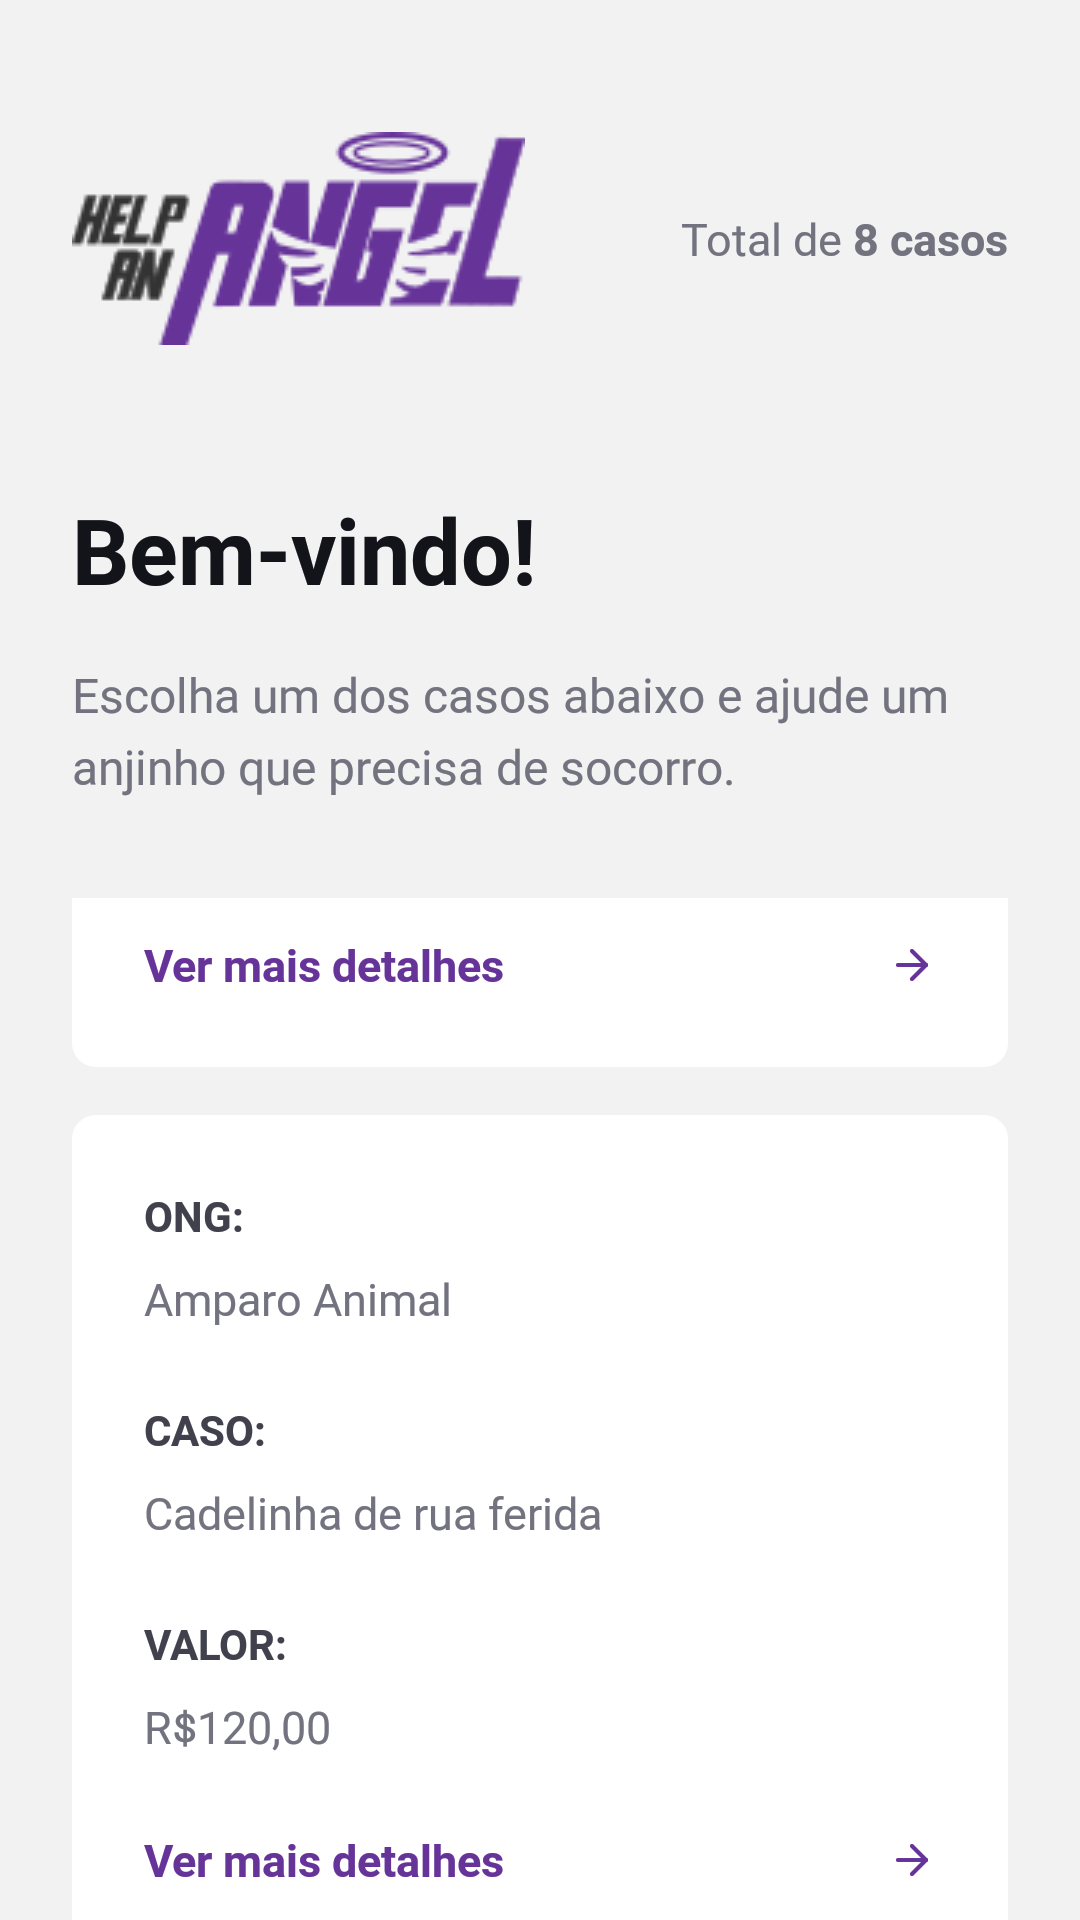 HELP
AN
ANGEL
Total de 8 casos
Bem-vindo!
Escolha um dos casos abaixo e ajude um
anjinho que precisa de socorro.
Ver mais detalhes
ONG:
Amparo Animal
CASO:
Cadelinha de rua ferida
VALOR:
R$120,00
Ver mais detalhes